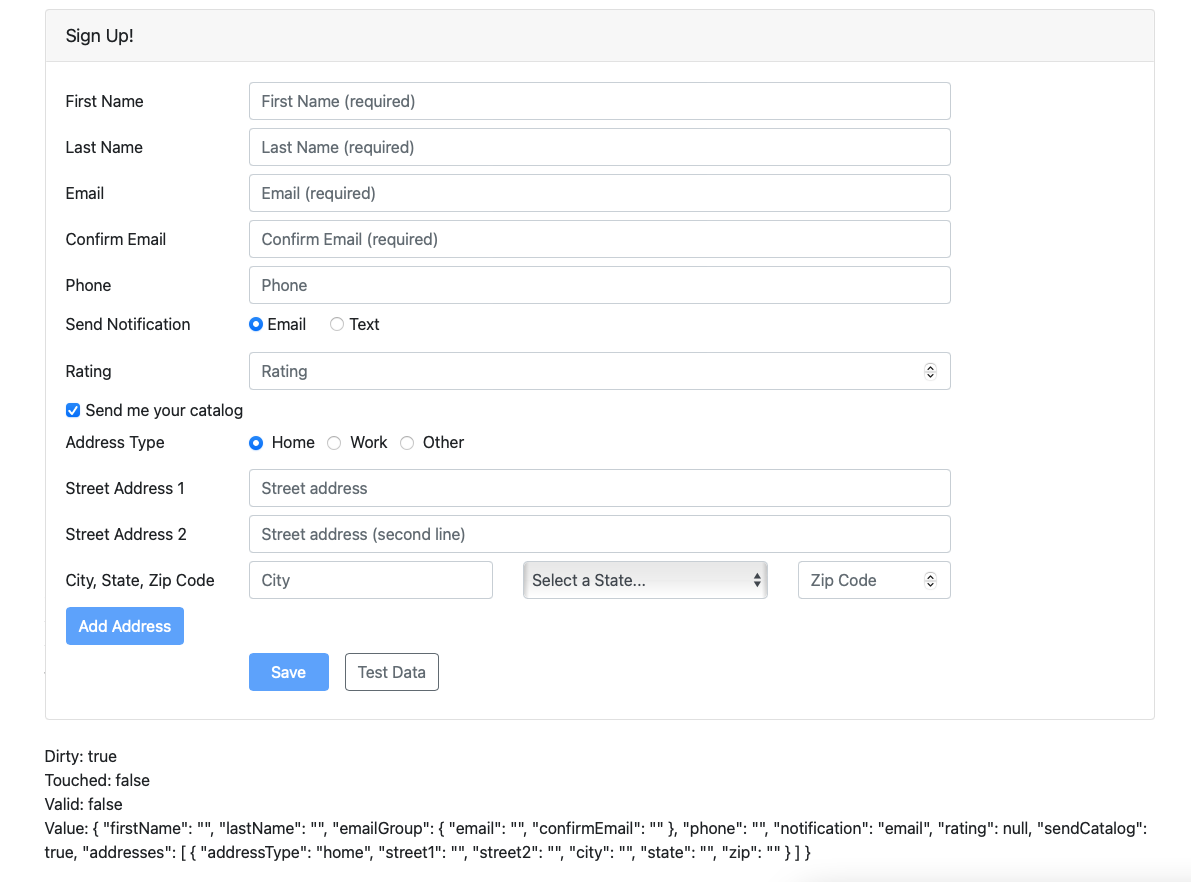 Sign Up!
First Name First Name (required)
Last Name Last Name (required)
Email Email (required)
Confirm Email Confirm Email (required)
Phone Phone
Send Notification Email Text
Rating Rating
Send me your catalog
Address Type Home Work Other
Street Address 1 Street address
Street Address 2 Street address (second line)
City, State, Zip Code City Select a State... Zip Code
Add Address
Save Test Data
Dirty: true
Touched: false
Valid: false
Value: { "firstName": "", "lastName": "", "emailGroup": { "email": "", "confirmEmail": "" }, "phone": "", "notification": "email", "rating": null, "sendCatalog":
true, "addresses": [ { "addressType": "home", "street1": "", "street2": "", "city": "", "state": "", "zip": "" } ] }